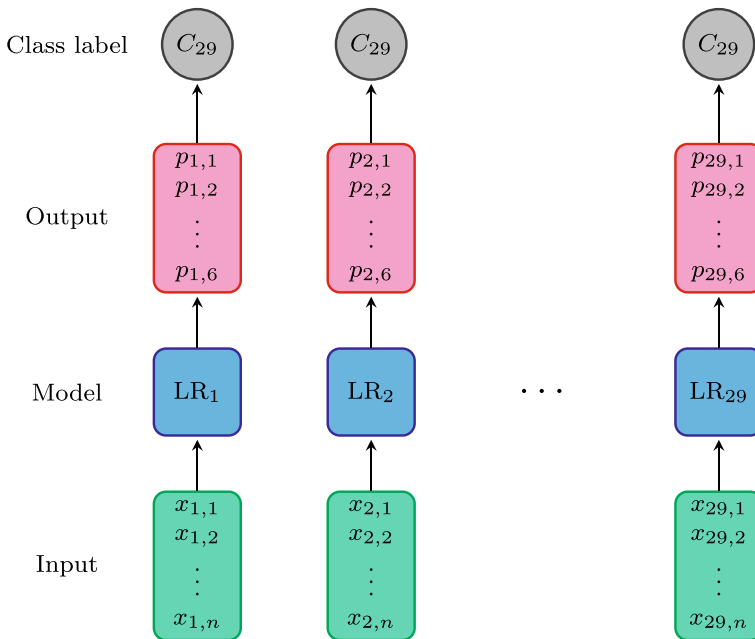 Class label C₂₉ C₂₉ C₂₉
p₁,₁ p₂,₁ p₂₉,₁
p₁,₂ p₂,₂ p₂₉,₂
Output ⋮ ⋮ ⋮
p₁,₆ p₂,₆ p₂₉,₆
Model LR₁ LR₂ ⋯ LR₂₉
x₁,₁ x₂,₁ x₂₉,₁
x₁,₂ x₂,₂ x₂₉,₂
Input ⋮ ⋮ ⋮
x₁,ₙ x₂,ₙ x₂₉,ₙ